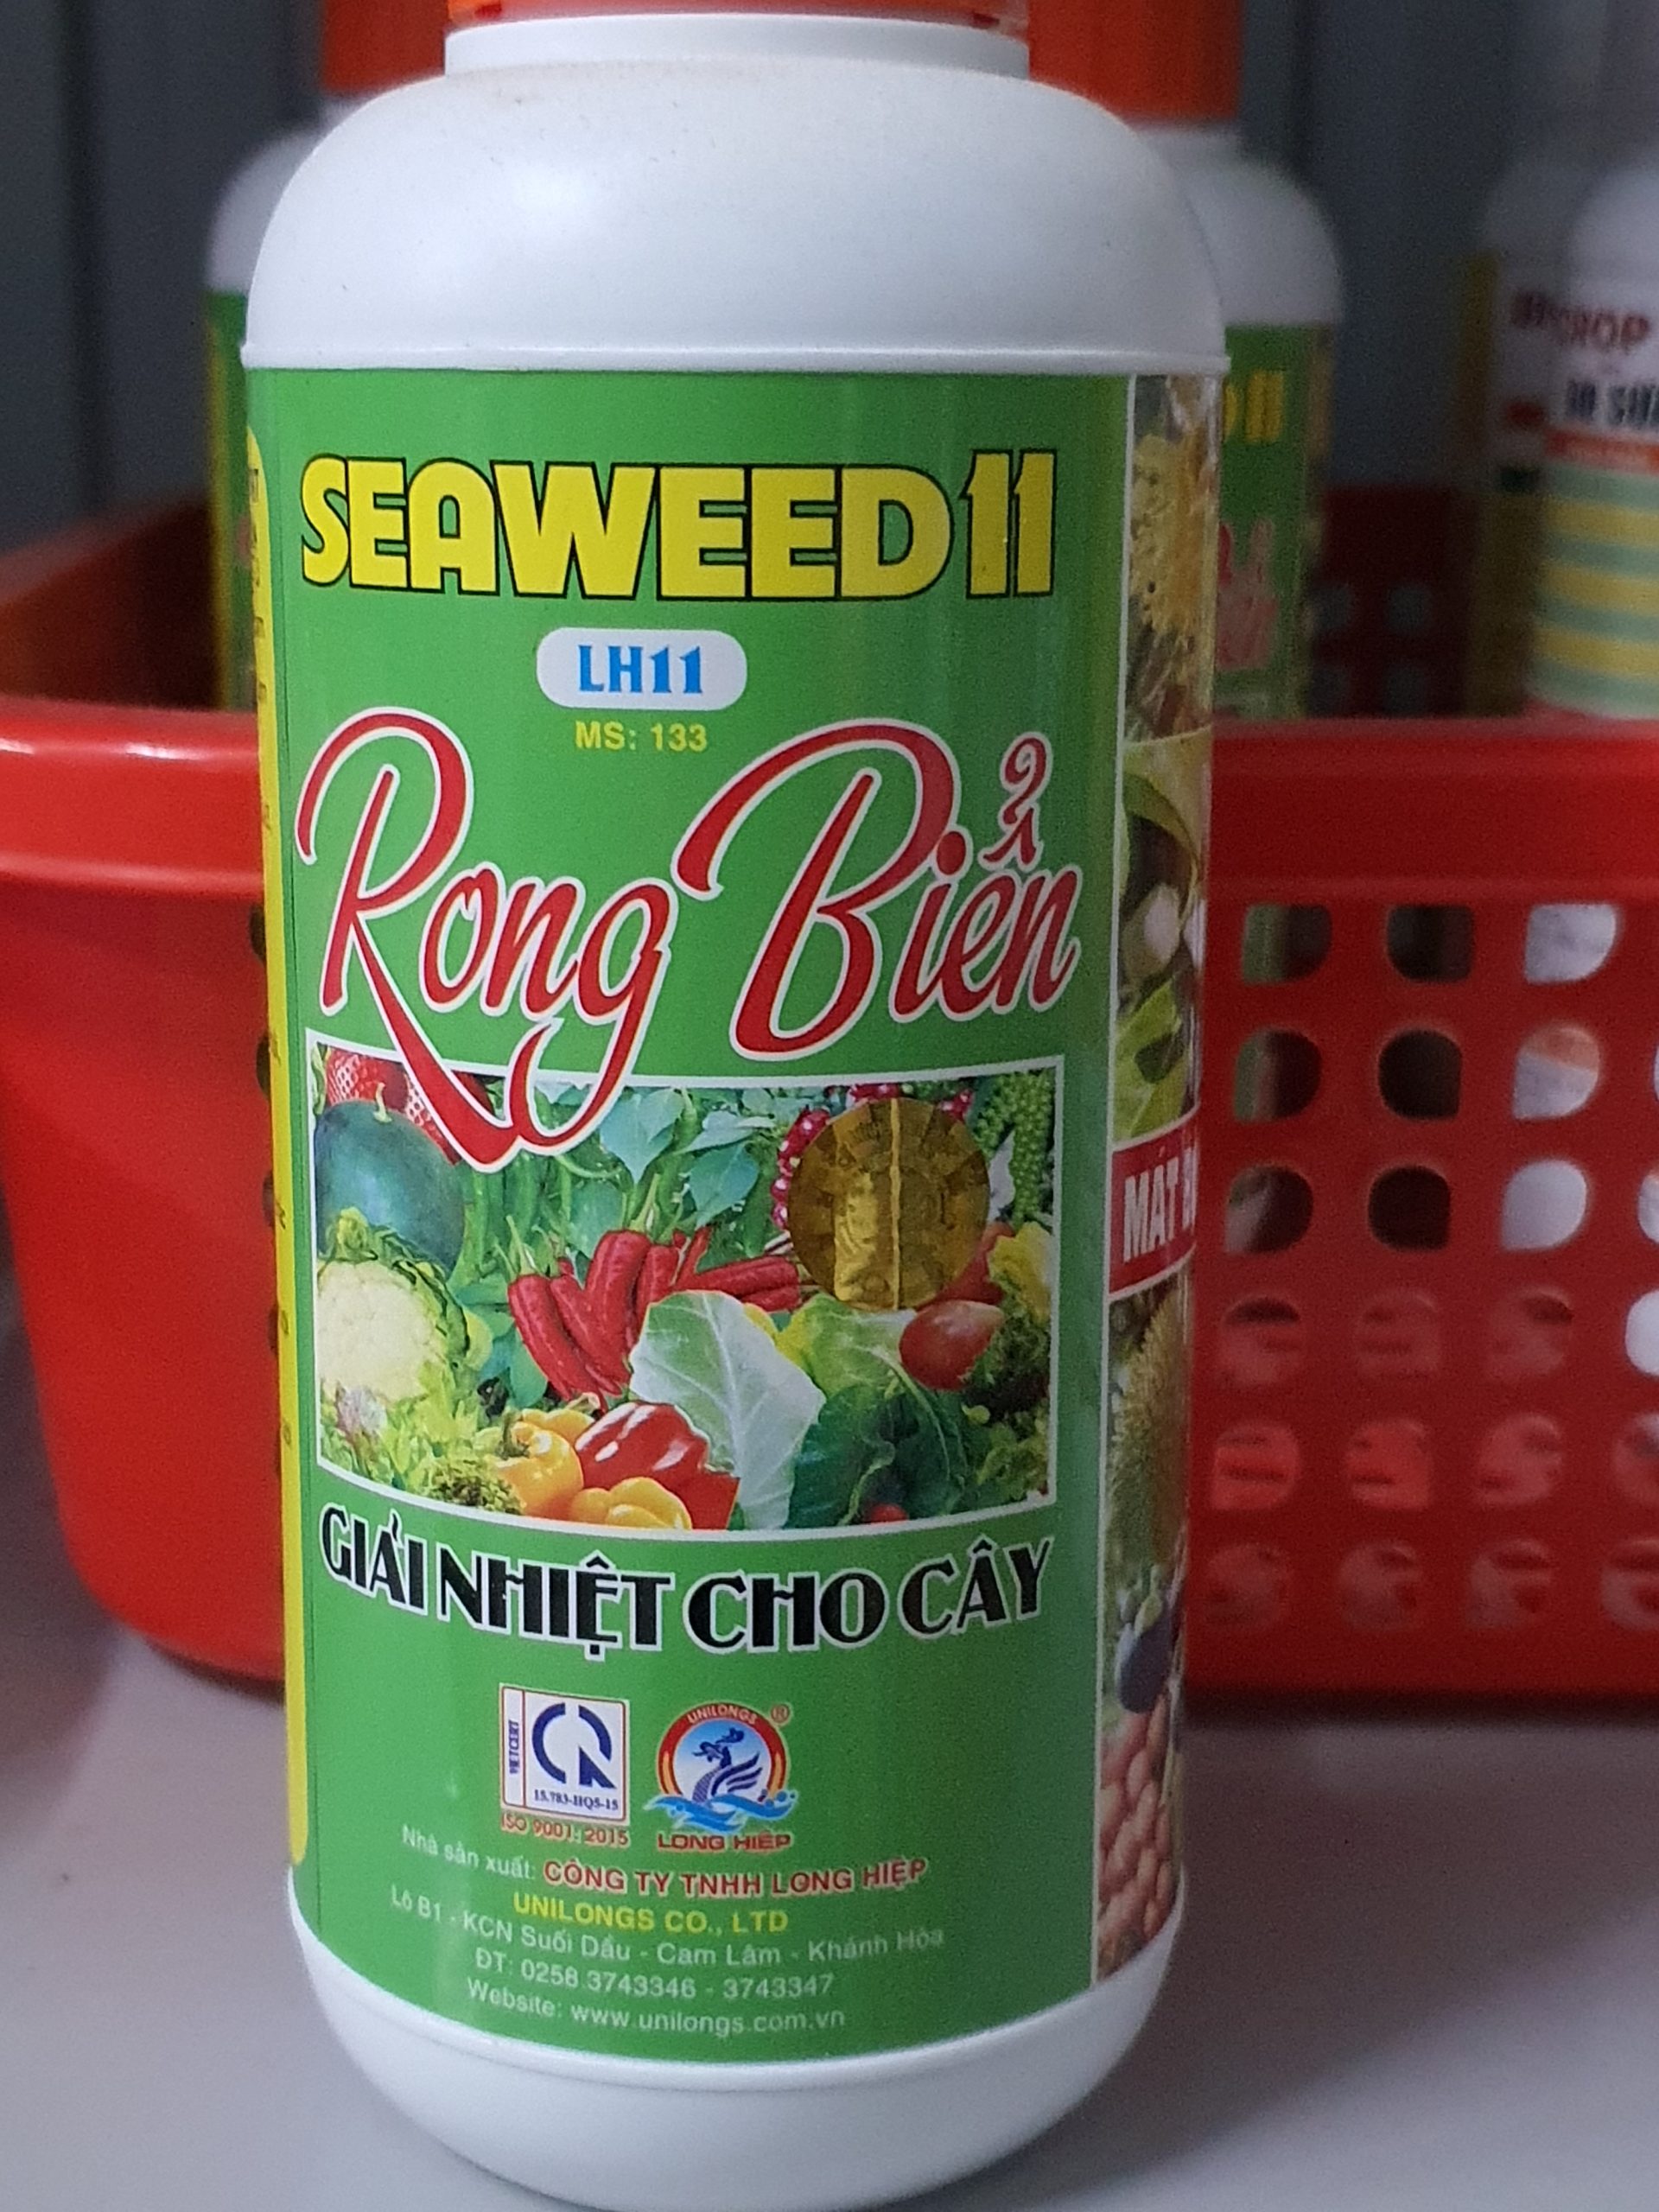 SEAWEED 11
LH11
MS: 133
Rong Biển
GIẢI NHIỆT CHO CÂY
VIETCERT
15.783-HQ5-15
ISO 9001: 2015
UNILONGS ®
LONG HIỆP
Nhà sản xuất: CÔNG TY TNHH LONG HIỆP
UNILONGS CO., LTD
Lô B1 - KCN Suối Dầu - Cam Lâm - Khánh Hòa
ĐT: 0258.3743346 - 3743347
Website: www.unilongs.com.vn
MÁT